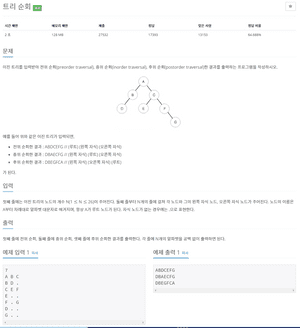 트리 순회
시간 제한
메모리 제한
제출
정답
맞은 사람
정답 비율
2 초
128 MB
문제
이진 트리를 입력받아 전위 순회(preorder traversal), 중위 순회(inorder traversal), 후위 순회(postorder traversal)한 결과를 출력하는 프로그램을 작성하시오.
A
B
C
D
E
F
G
예를 들어 위와 같은 이진 트리가 입력되면,
전위 순회한 결과 : ABDCEFG // (루트) (왼쪽 자식) (오른쪽 자식)
중위 순회한 결과 : DBAECFG // (왼쪽 자식) (루트) (오른쪽 자식)
후위 순회한 결과 : DBEGFCA // (왼쪽 자식) (오른쪽 자식) (루트)
가 된다.
입력
첫째 줄에는 이진 트리의 노드의 개수 N(1 ≤ N ≤ 26)이 주어진다. 둘째 줄부터 N개의 줄에 걸쳐 각 노드와 그의 왼쪽 자식 노드, 오른쪽 자식 노드가 주어진다. 노드의 이름은
A부터 차례대로 알파벳 대문자로 매겨지며, 항상 A가 루트 노드가 된다. 자식 노드가 없는 경우에는 .으로 표현한다.
출력
첫째 줄에 전위 순회, 둘째 줄에 중위 순회, 셋째 줄에 후위 순회한 결과를 출력한다. 각 줄에 N개의 알파벳을 공백 없이 출력하면 된다.
예제 입력 1
7
A B C
B D .
C E F
E . .
F . G
D . .
G . .
예제 출력 1
ABDCEFG
DBAECFG
DBEGFCA